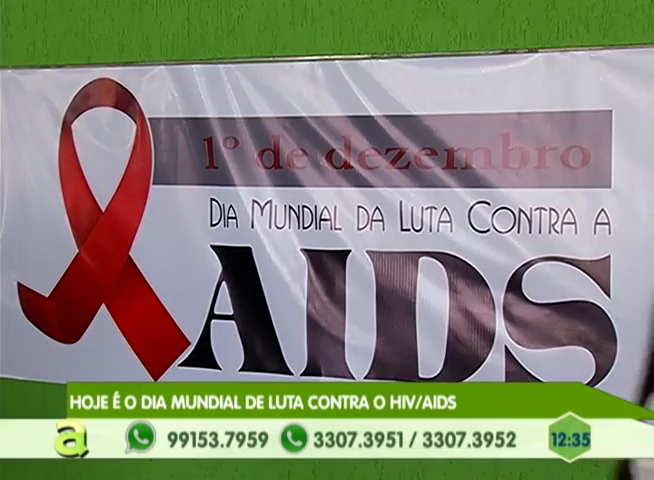 1º de dezembro
DIA MUNDIAL DA LUTA CONTRA A
AIDS
HOJE É O DIA MUNDIAL DE LUTA CONTRA O HIV/AIDS
a 99153.7959 3307.3951 / 3307.3952 12:35